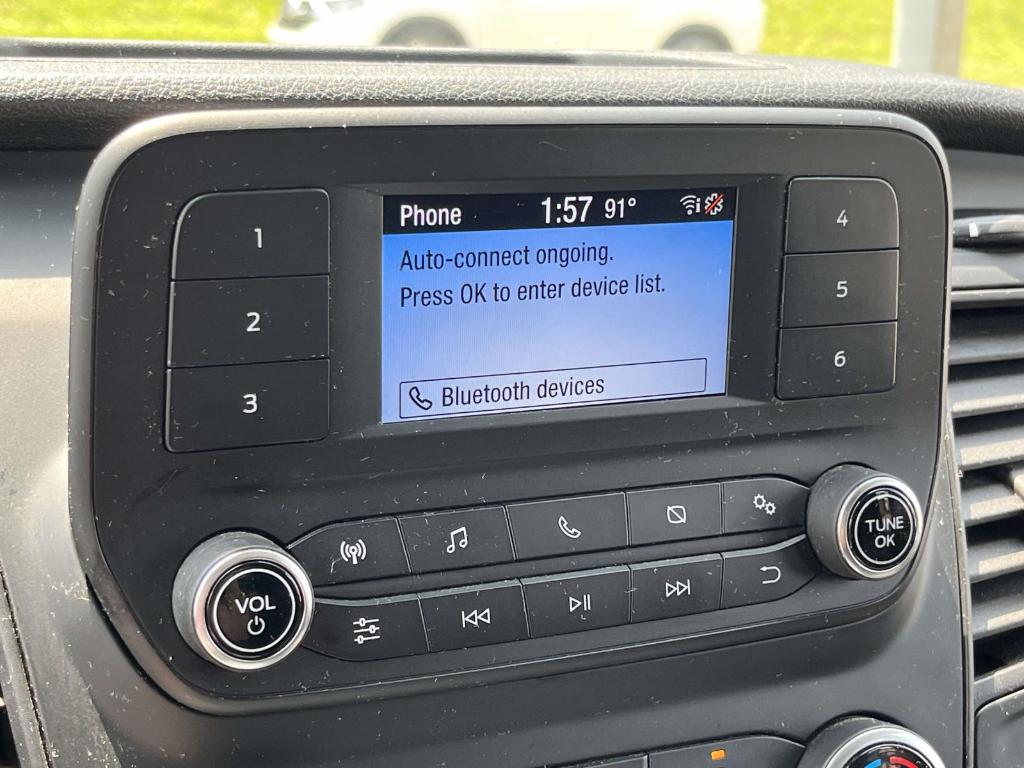 Phone 1:57 91°
Auto-connect ongoing.
Press OK to enter device list.
Bluetooth devices
1
2
3
4
5
6
VOL
TUNE
OK